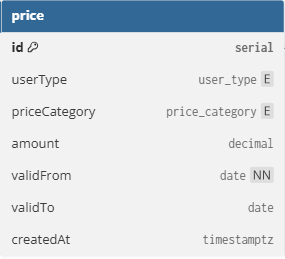 price
id serial
userType user_type E
priceCategory price_category E
amount decimal
validFrom date NN
validTo date
createdAt timestamptz